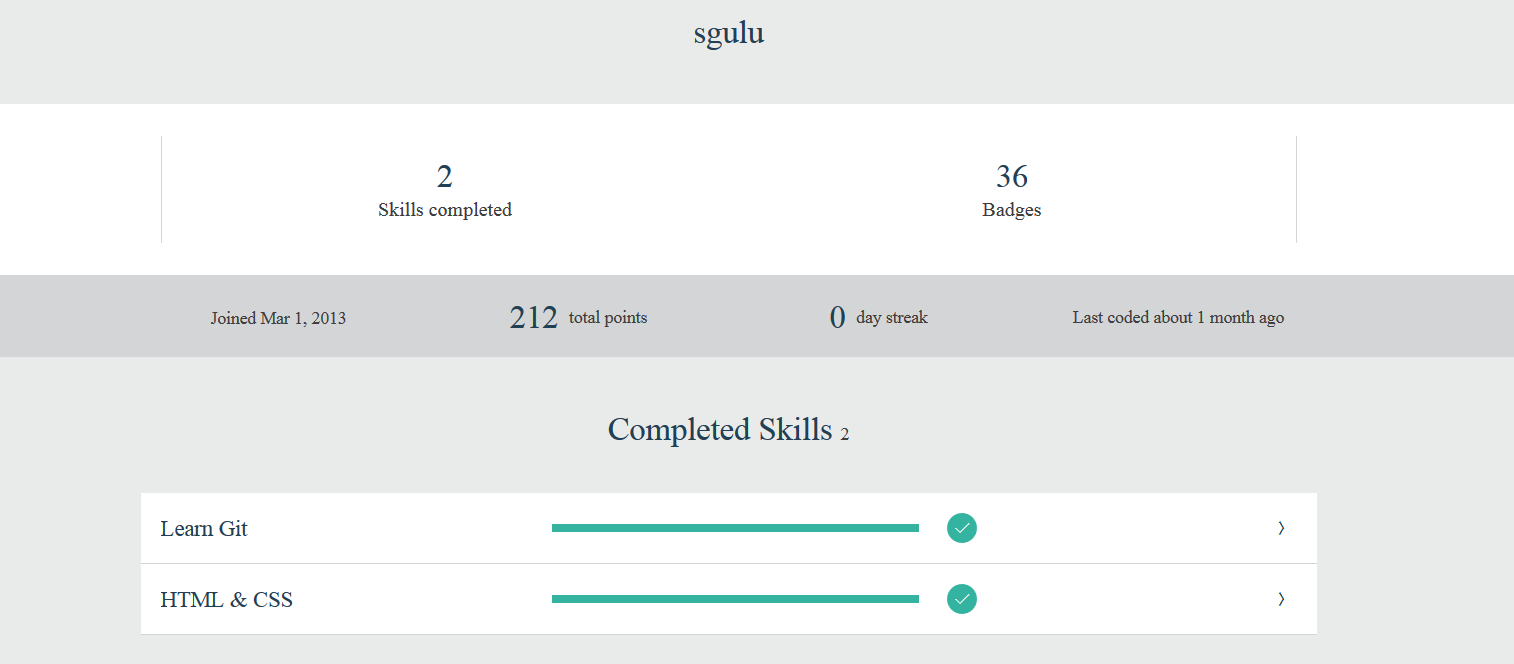 sgulu
2 36
Skills completed Badges
Joined Mar 1, 2013 212 total points 0 day streak Last coded about 1 month ago
Completed Skills 2
Learn Git
HTML & CSS